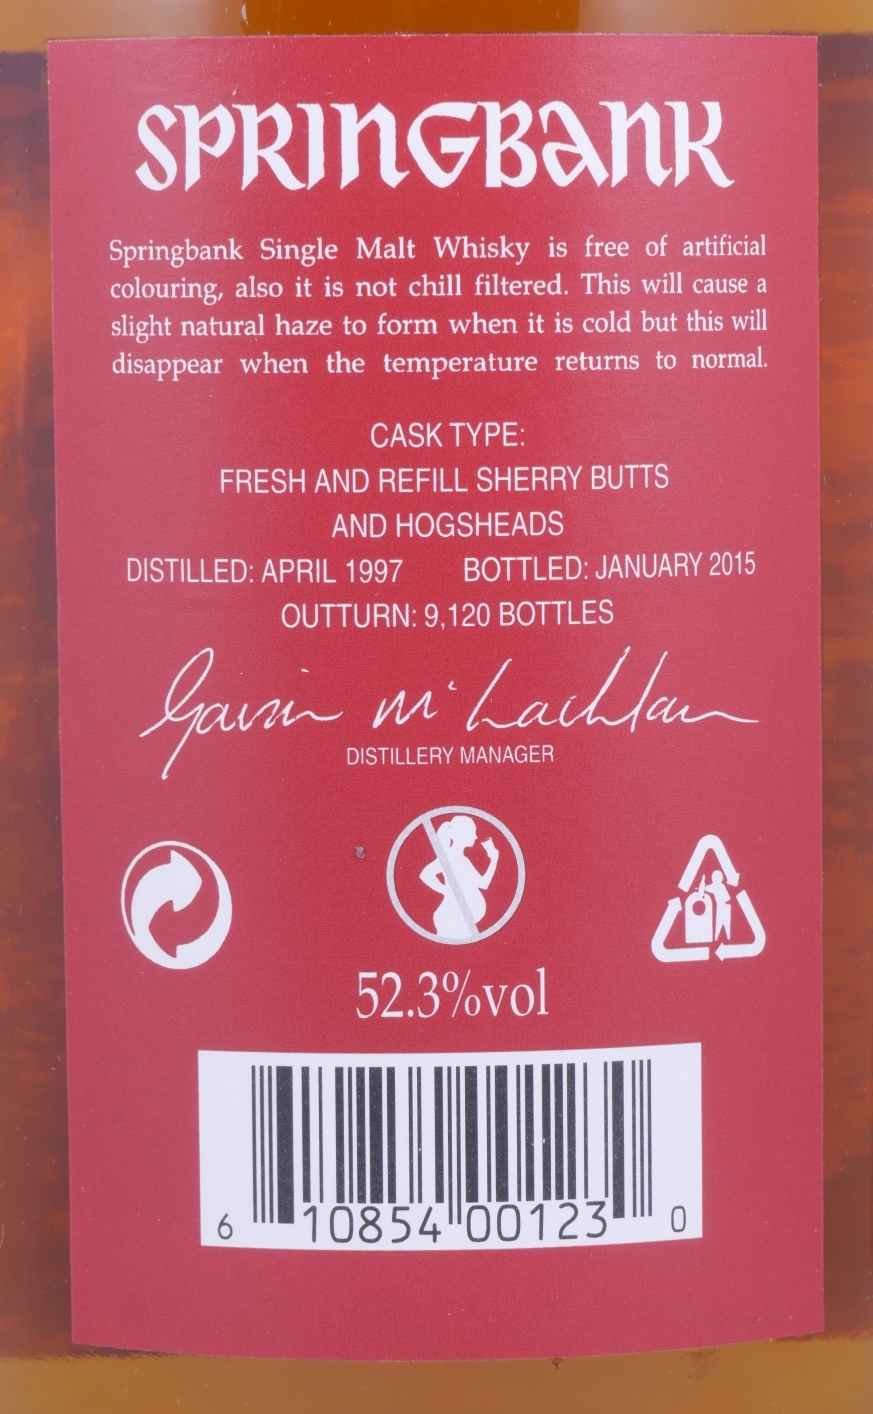 SPRINGBANK
Springbank Single Malt Whisky is free of artificial
colouring, also it is not chill filtered. This will cause a
slight natural haze to form when it is cold but this will
disappear when the temperature returns to normal.
CASK TYPE:
FRESH AND REFILL SHERRY BUTTS
AND HOGSHEADS
DISTILLED: APRIL 1997 BOTTLED: JANUARY 2015
OUTTURN: 9,120 BOTTLES
Gavin McLachlan
DISTILLERY MANAGER
52.3%vol
6 10854 00123 0